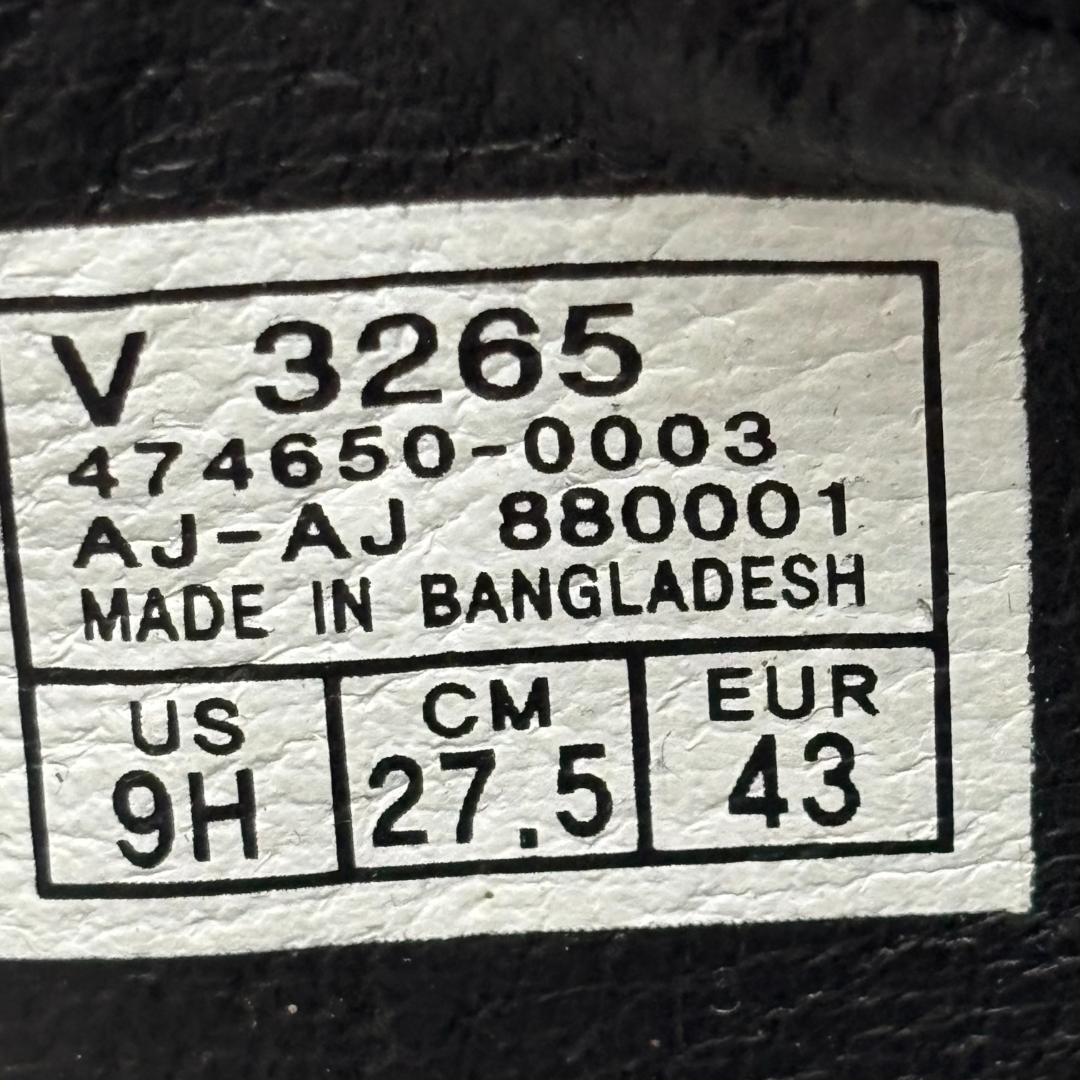 V 3265
474650-0003
AJ-AJ 880001
MADE IN BANGLADESH
US CM EUR
9H 27.5 43